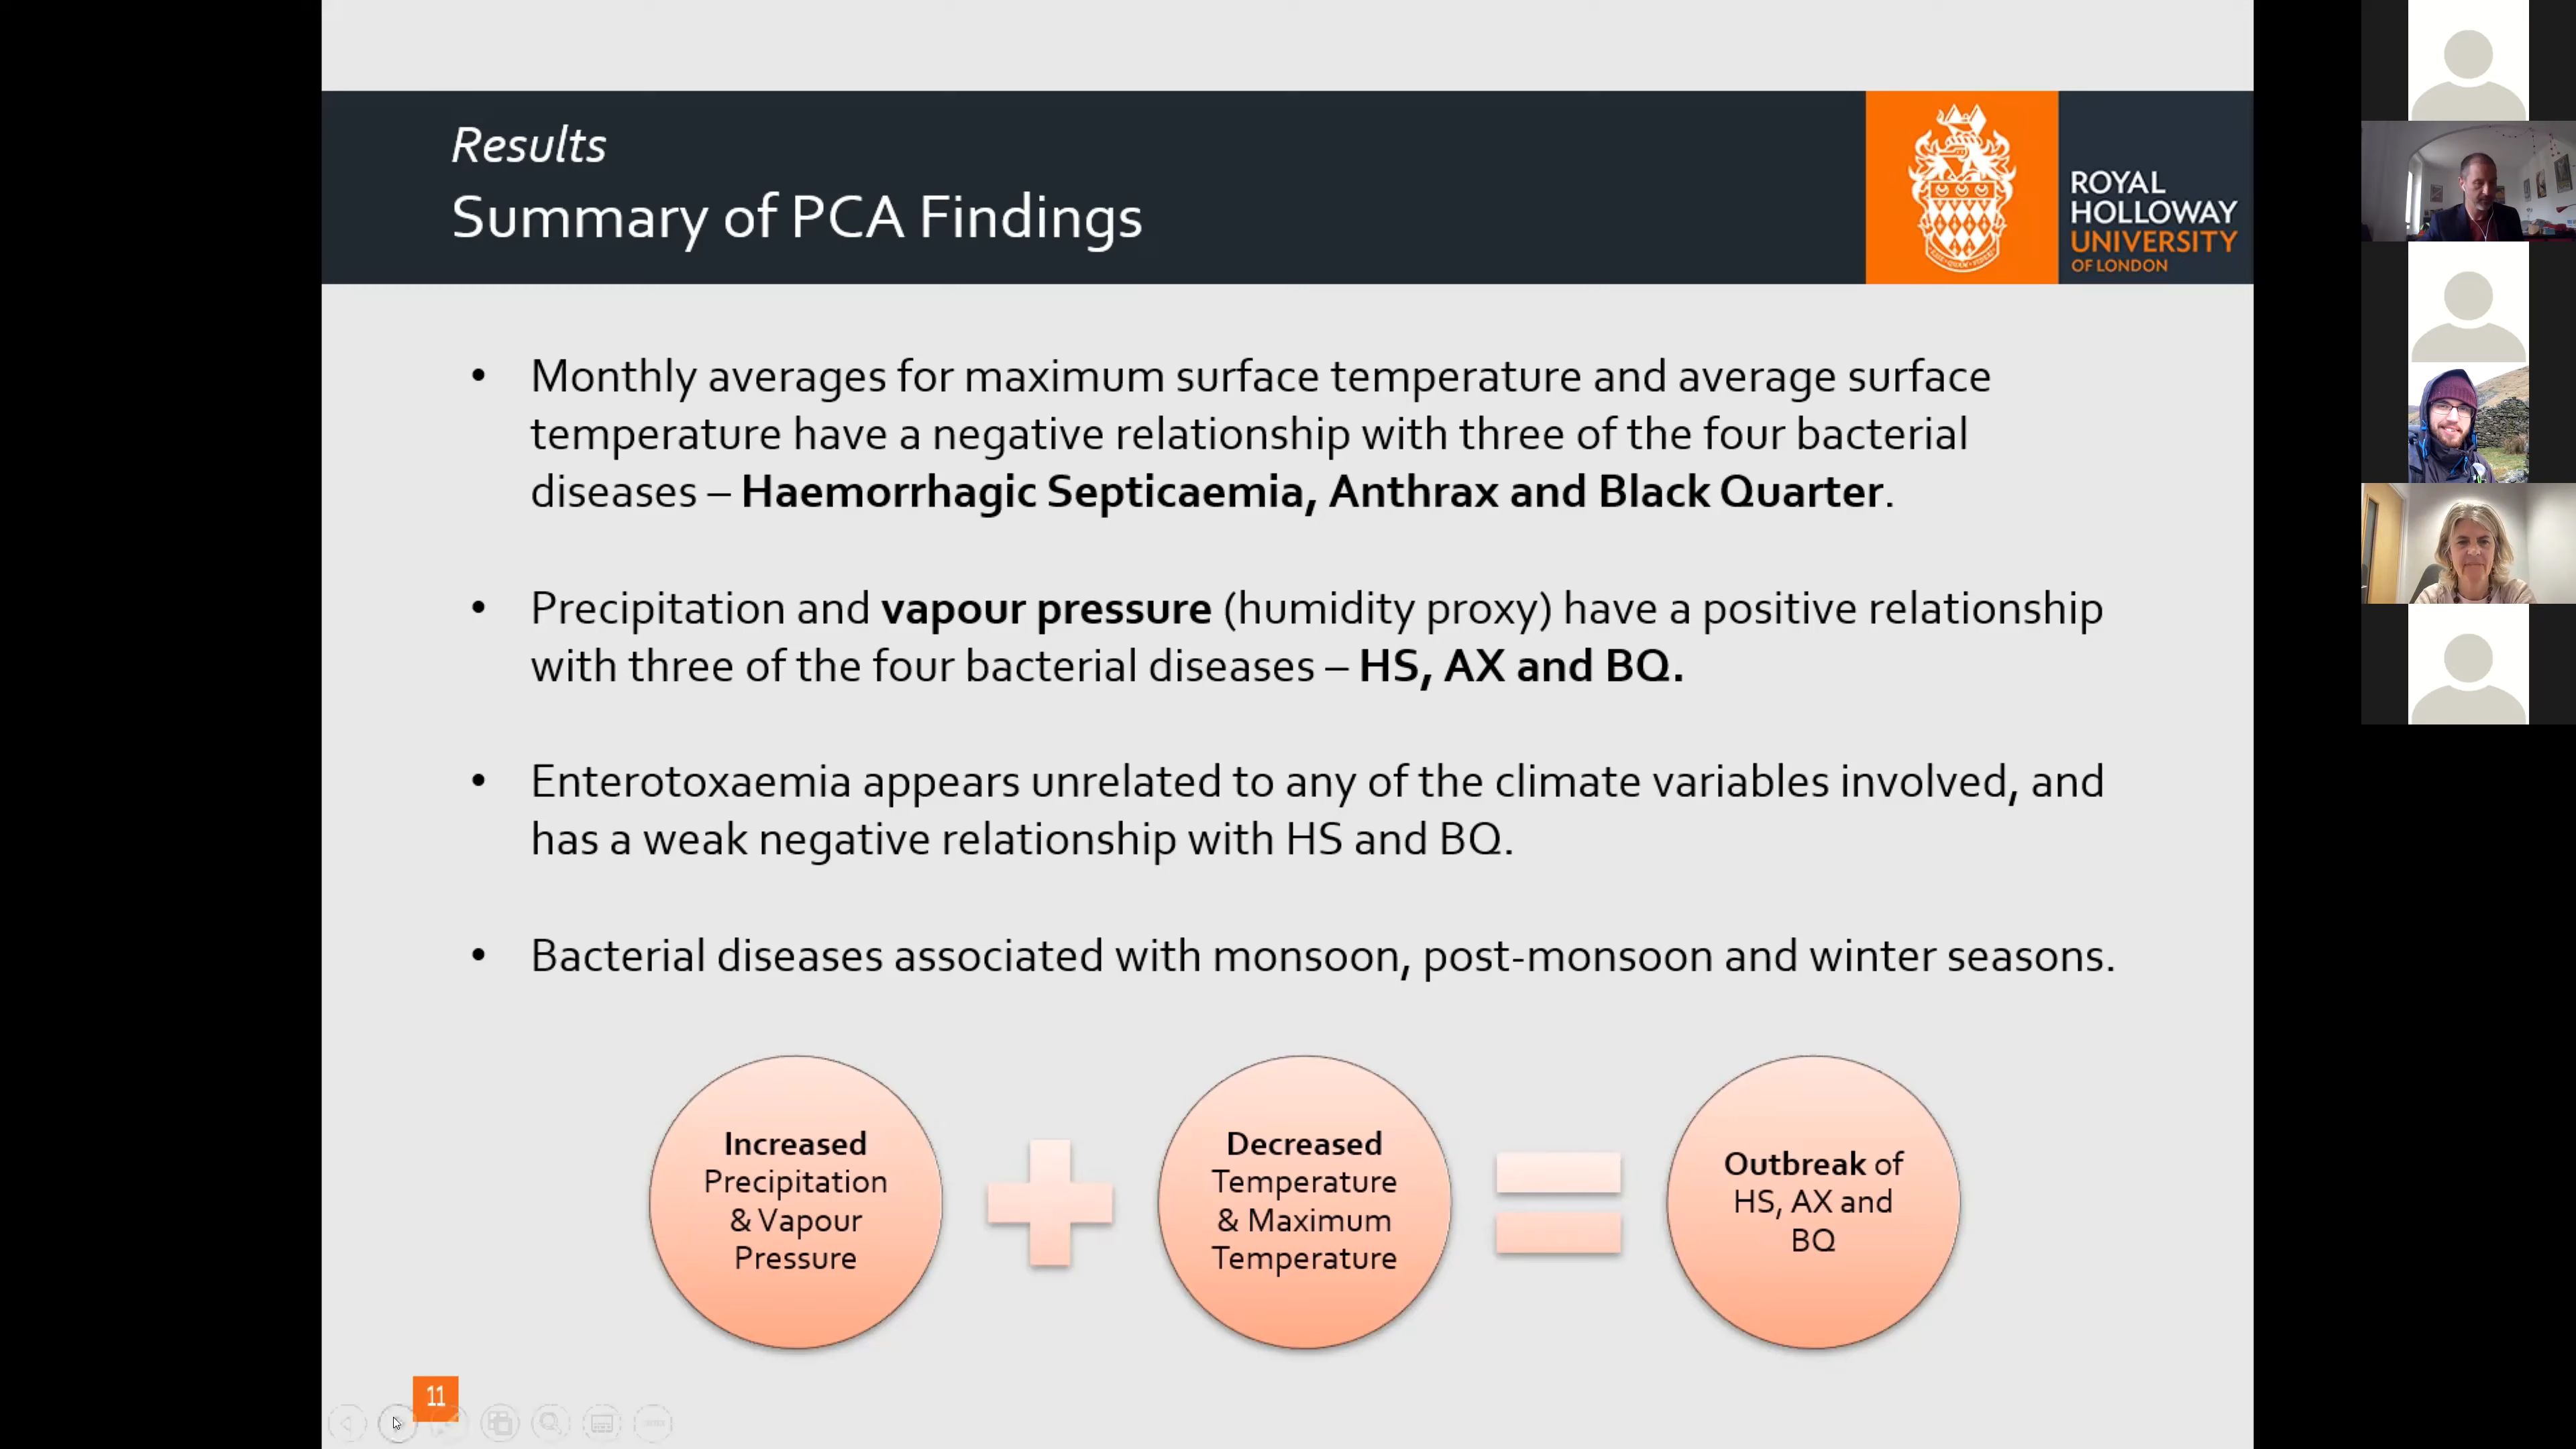 Results
Summary of PCA Findings
ROYAL
HOLLOWAY
UNIVERSITY
OF LONDON
• Monthly averages for maximum surface temperature and average surface
temperature have a negative relationship with three of the four bacterial
diseases – Haemorrhagic Septicaemia, Anthrax and Black Quarter.
• Precipitation and vapour pressure (humidity proxy) have a positive relationship
with three of the four bacterial diseases – HS, AX and BQ.
• Enterotoxaemia appears unrelated to any of the climate variables involved, and
has a weak negative relationship with HS and BQ.
• Bacterial diseases associated with monsoon, post-monsoon and winter seasons.
Increased
Precipitation
& Vapour
Pressure
Decreased
Temperature
& Maximum
Temperature
Outbreak of
HS, AX and
BQ
11